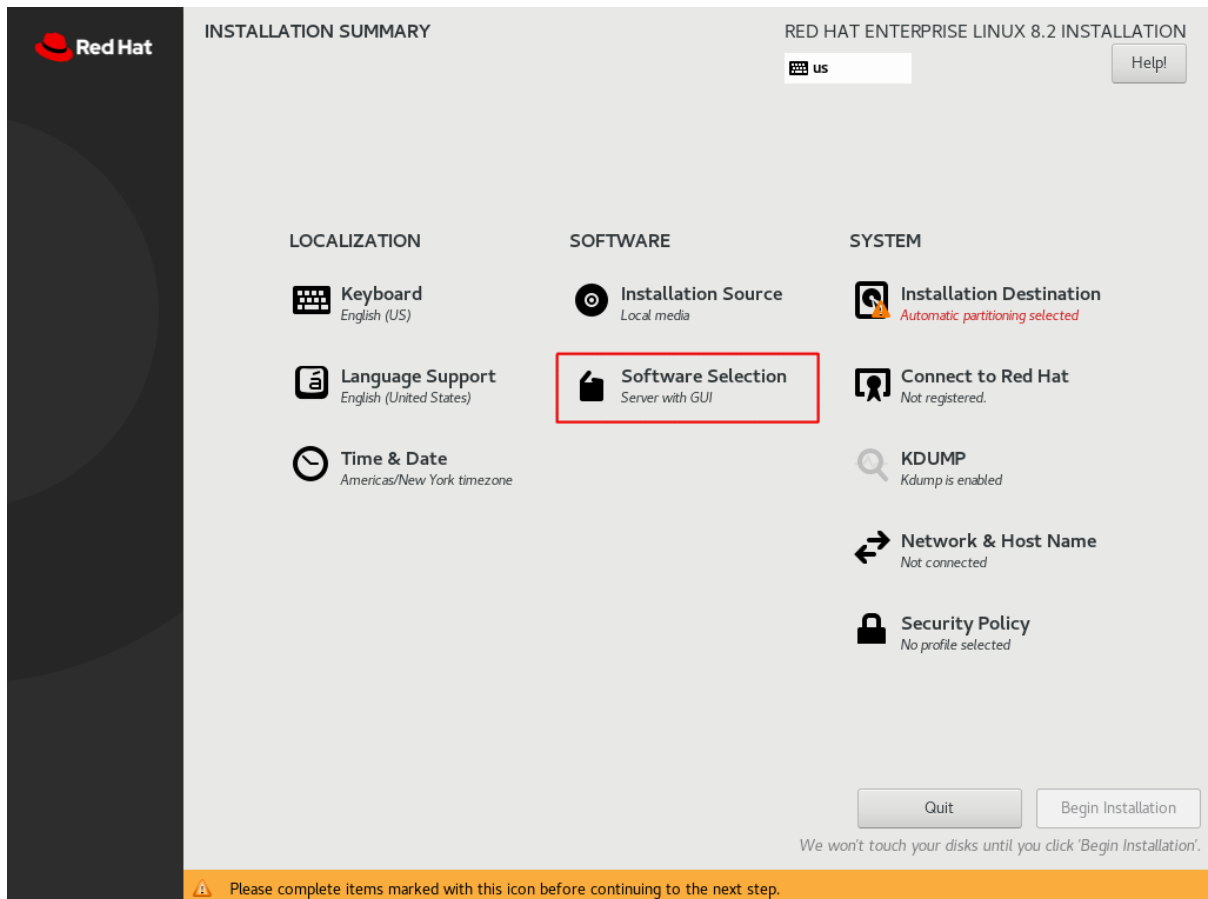 Red Hat
INSTALLATION SUMMARY
RED HAT ENTERPRISE LINUX 8.2 INSTALLATION
us
Help!
LOCALIZATION
Keyboard
English (US)
Language Support
English (United States)
Time & Date
Americas/New York timezone
SOFTWARE
Installation Source
Local media
Software Selection
Server with GUI
SYSTEM
Installation Destination
Automatic partitioning selected
Connect to Red Hat
Not registered.
KDUMP
Kdump is enabled
Network & Host Name
Not connected
Security Policy
No profile selected
Quit
Begin Installation
We won't touch your disks until you click 'Begin Installation'.
Please complete items marked with this icon before continuing to the next step.